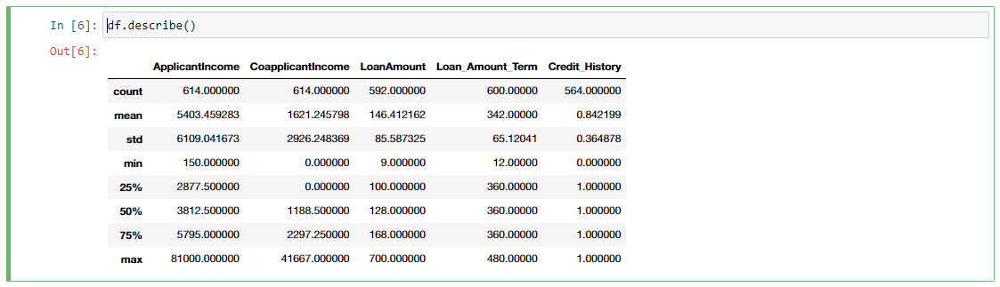 In [6]: df.describe()
Out[6]:
ApplicantIncome CoapplicantIncome LoanAmount Loan_Amount_Term Credit_History
count 614.000000 614.000000 592.000000 600.00000 564.000000
mean 5403.459283 1621.245798 146.412162 342.00000 0.842199
std 6109.041673 2926.248369 85.587325 65.12041 0.364878
min 150.000000 0.000000 9.000000 12.00000 0.000000
25% 2877.500000 0.000000 100.000000 360.00000 1.000000
50% 3812.500000 1188.500000 128.000000 360.00000 1.000000
75% 5795.000000 2297.250000 168.000000 360.00000 1.000000
max 81000.000000 41667.000000 700.000000 480.00000 1.000000